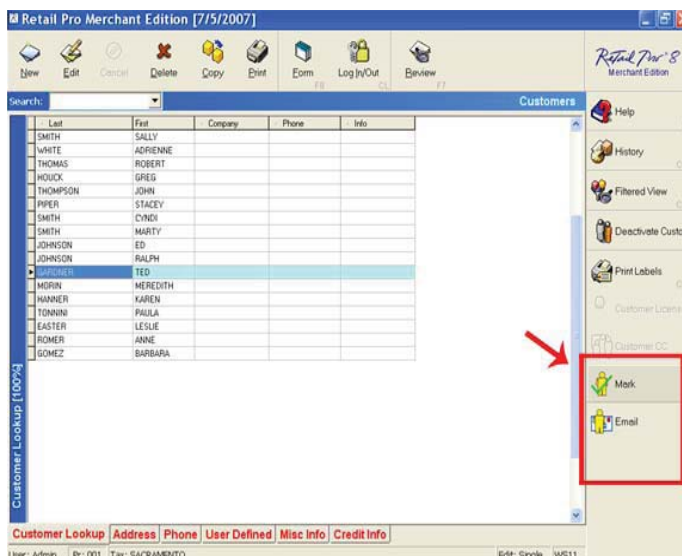 Retail Pro Merchant Edition [7/5/2007]
New Edit Cancel Delete Copy Print Form Log In/Out Review
F8 CL F7
Retail Pro 8
Merchant Edition
Search: Customers
Last First Company Phone Info
SMITH SALLY
WHITE ADRIENNE
THOMAS ROBERT
HOUCK GREG
THOMPSON JOHN
PIPER STACEY
SMITH CYNDI
SMITH MARTY
JOHNSON ED
JOHNSON RALPH
GARDNER TED
MORIN MEREDITH
HANNER KAREN
TONNINI PAULA
EASTER LESLIE
ROMER ANNE
GOMEZ BARBARA
Customer Lookup [100%]
Help
History
Filtered View
Deactivate Custo
Print Labels
Customer Licens
Customer CC
Mark
Email
Customer Lookup Address Phone User Defined Misc Info Credit Info
User: Admin Pr: 001 Tax: SACRAMENTO Edit: Single WS11